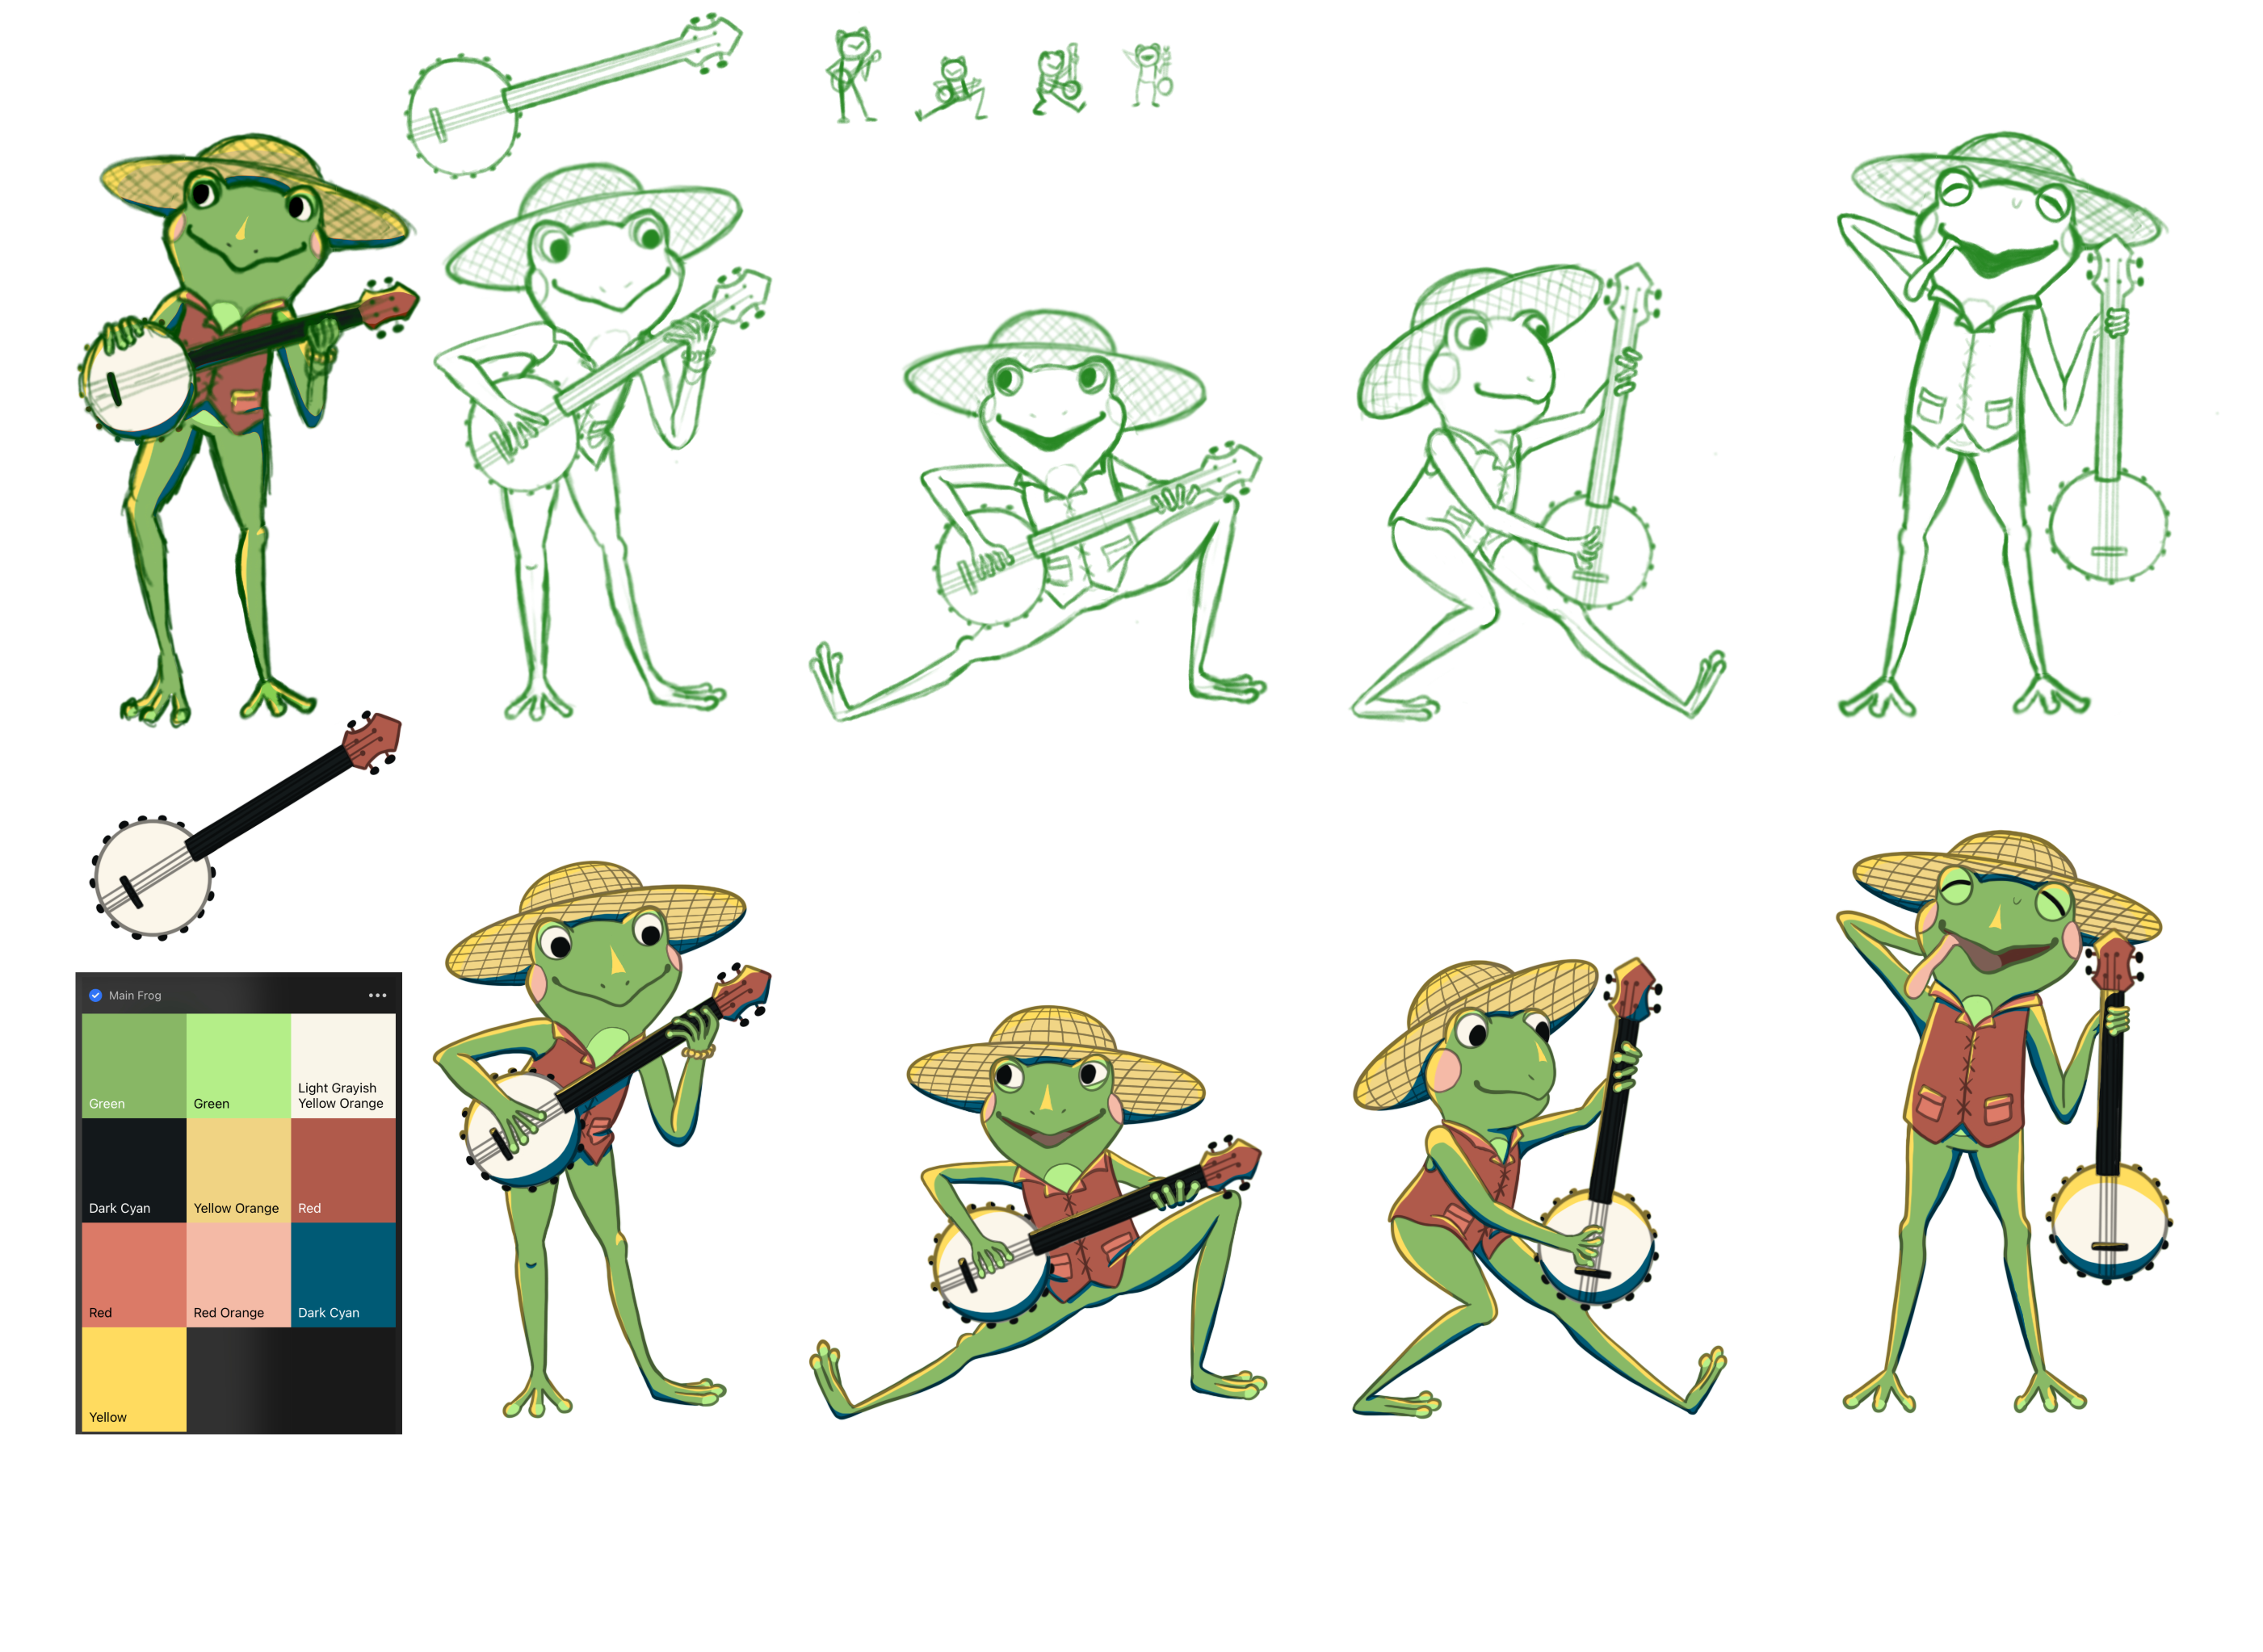 Main Frog
Green
Green
Light Grayish
Yellow Orange
Dark Cyan
Yellow Orange
Red
Red
Red Orange
Dark Cyan
Yellow